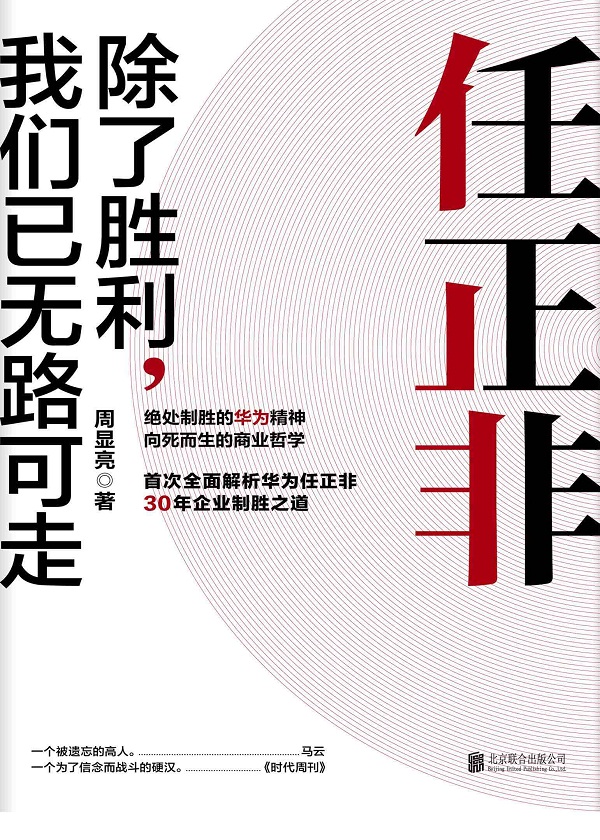 任正非
除了胜利，
我们已无路可走
周显亮◎著
绝处制胜的华为精神
向死而生的商业哲学
首次全面解析华为任正非
30年企业制胜之道
一个被遗忘的高人。……………………马云
一个为了信念而战斗的硬汉。……………《时代周刊》
北京联合出版公司
Beijing United Publishing Co.,Ltd.